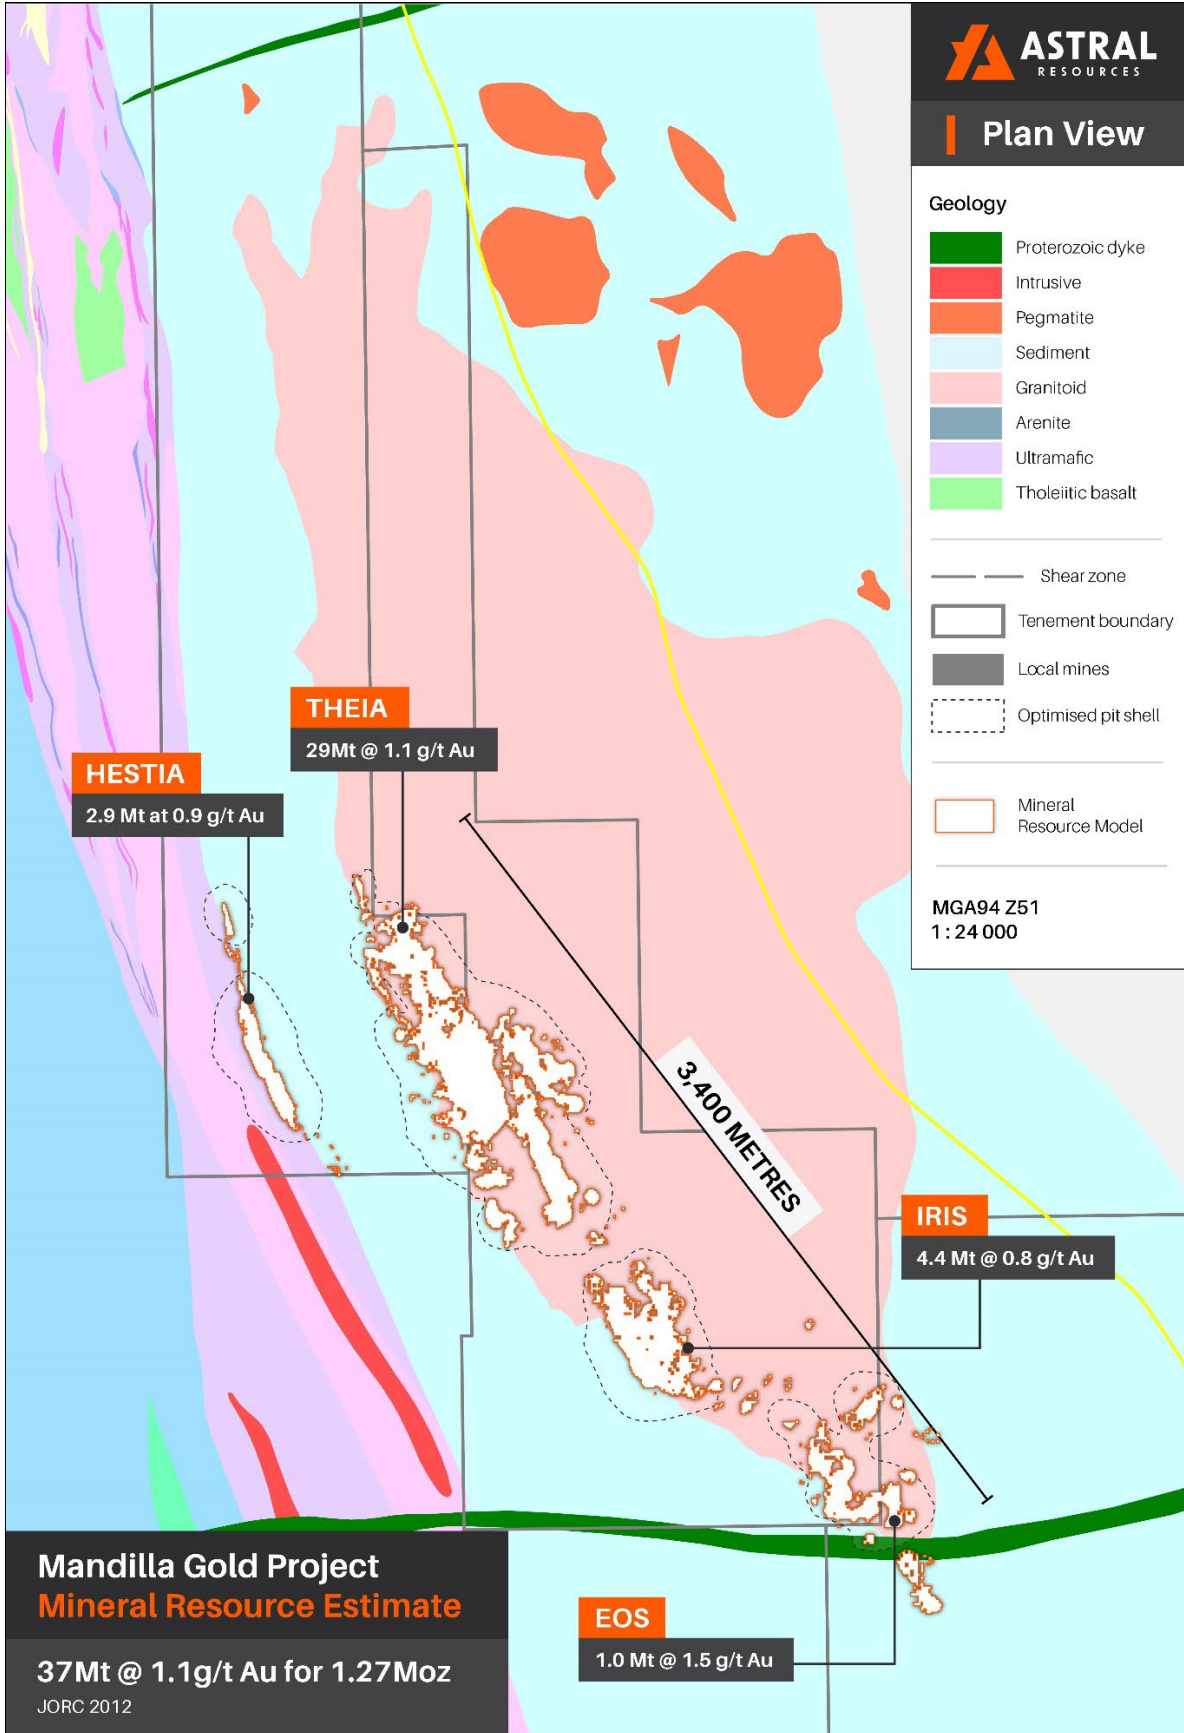 ASTRAL
RESOURCES
Plan View
Geology
Proterozoic dyke
Intrusive
Pegmatite
Sediment
Granitoid
Arenite
Ultramafic
Tholeiitic basalt
Shear zone
Tenement boundary
Local mines
Optimised pit shell
Mineral
Resource Model
MGA94 Z51
1 : 24 000
THEIA
29Mt @ 1.1 g/t Au
HESTIA
2.9 Mt at 0.9 g/t Au
3,400 METRES
IRIS
4.4 Mt @ 0.8 g/t Au
EOS
1.0 Mt @ 1.5 g/t Au
Mandilla Gold Project
Mineral Resource Estimate
37Mt @ 1.1g/t Au for 1.27Moz
JORC 2012